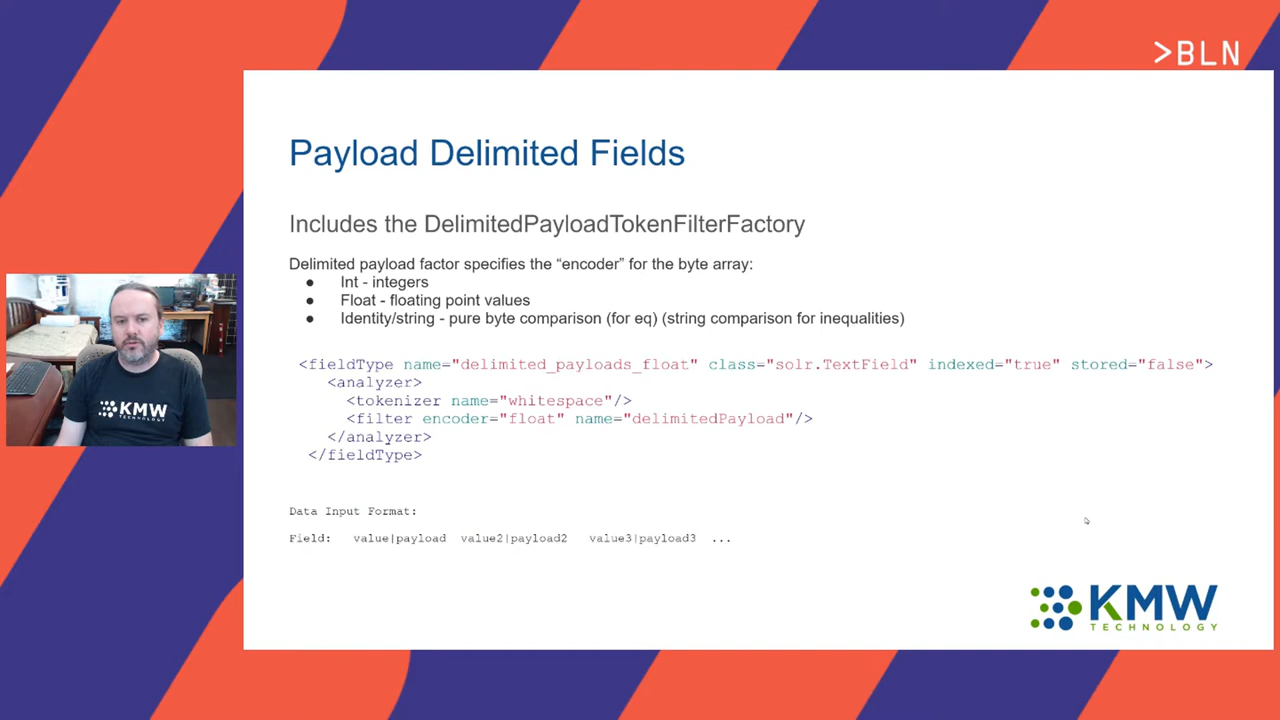 >BLN
Payload Delimited Fields
Includes the DelimitedPayloadTokenFilterFactory
Delimited payload factor specifies the “encoder” for the byte array:
● Int - integers
● Float - floating point values
● Identity/string - pure byte comparison (for eq) (string comparison for inequalities)
<fieldType name="delimited_payloads_float" class="solr.TextField" indexed="true" stored="false">
<analyzer>
<tokenizer name="whitespace"/>
<filter encoder="float" name="delimitedPayload"/>
</analyzer>
</fieldType>
KMW
TECHNOLOGY
Data Input Format:
Field: value|payload value2|payload2 value3|payload3 ...
KMW
TECHNOLOGY